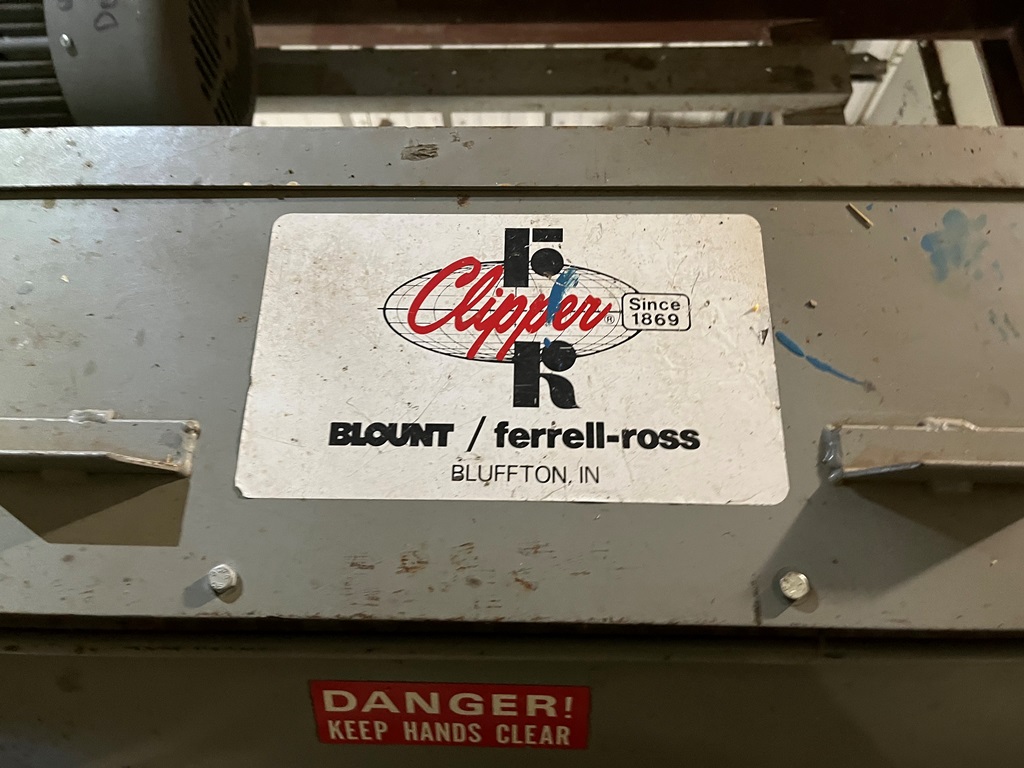 F
Clipper®
Since
1869
R
BLOUNT / ferrell-ross
BLUFFTON, IN
DANGER!
KEEP HANDS CLEAR